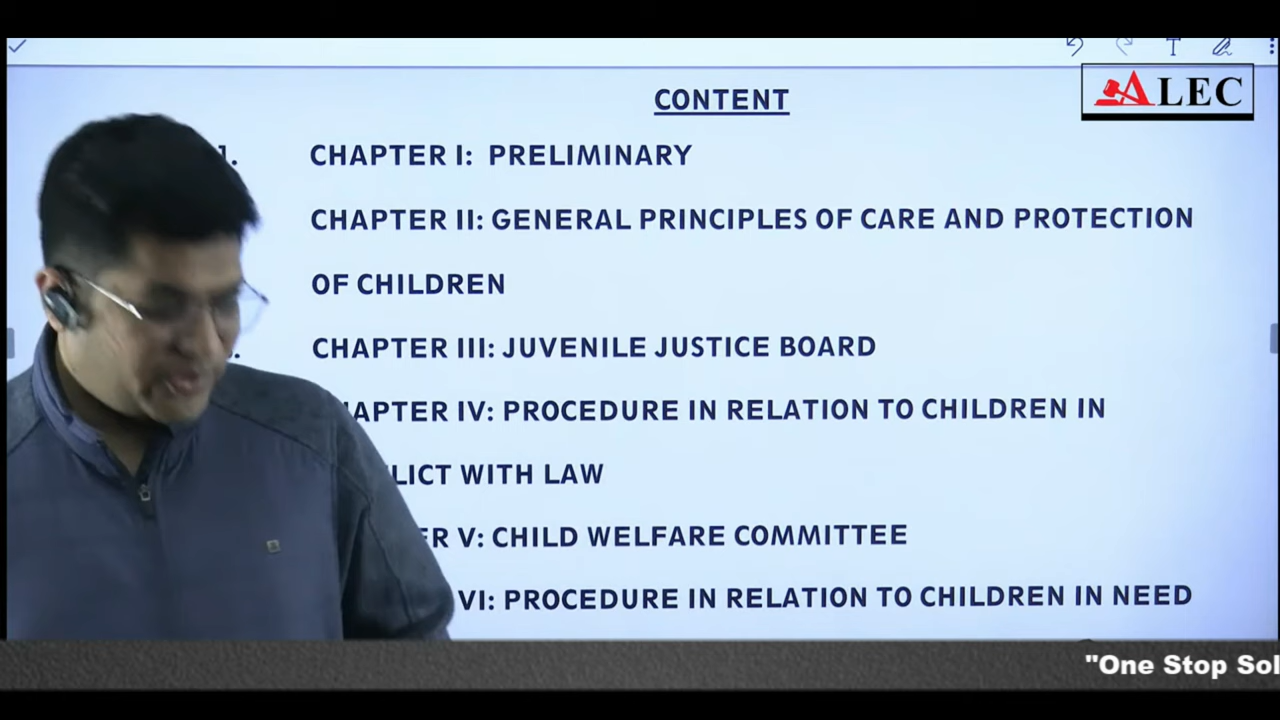 CONTENT
ALEC
1. CHAPTER I: PRELIMINARY
CHAPTER II: GENERAL PRINCIPLES OF CARE AND PROTECTION
OF CHILDREN
CHAPTER III: JUVENILE JUSTICE BOARD
APTER IV: PROCEDURE IN RELATION TO CHILDREN IN
LICT WITH LAW
ER V: CHILD WELFARE COMMITTEE
VI: PROCEDURE IN RELATION TO CHILDREN IN NEED
"One Stop Sol